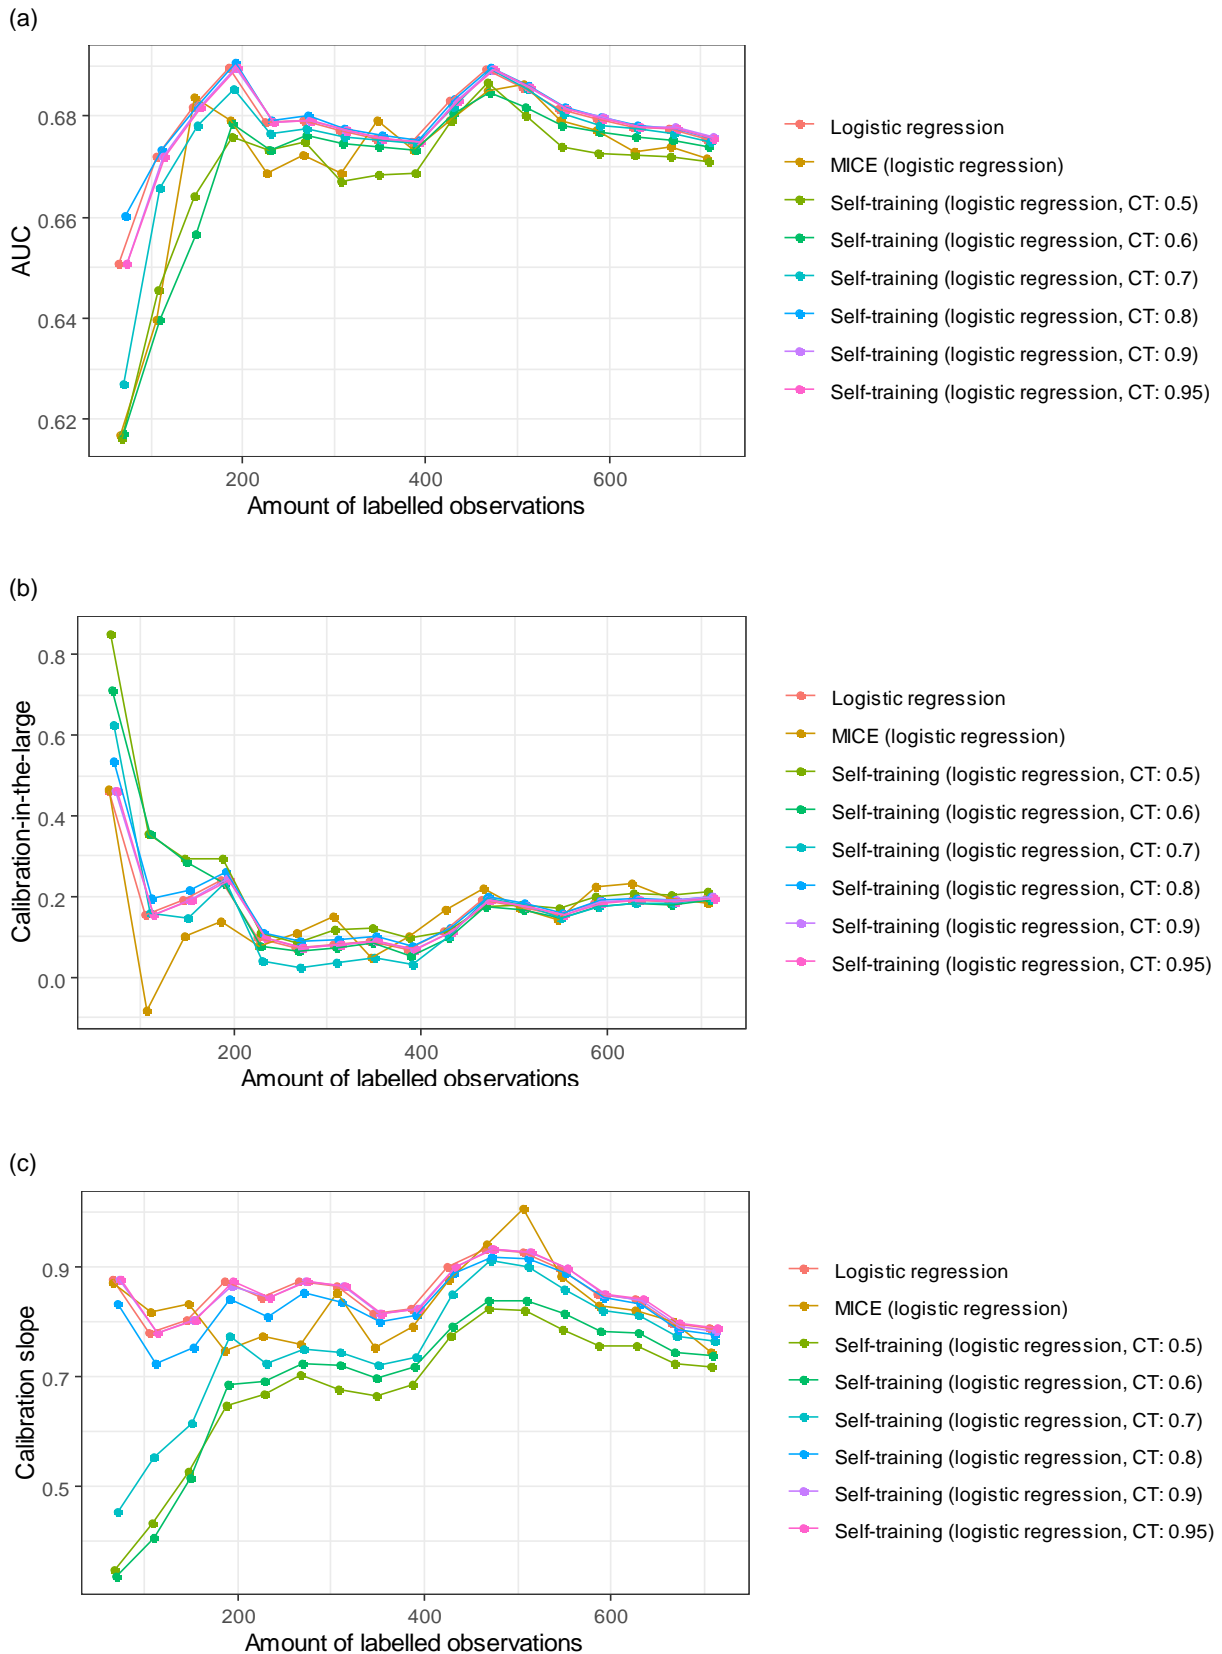 (a)
0.68
0.66
0.64
0.62
AUC
200
400
600
Amount of labelled observations
Logistic regression
MICE (logistic regression)
Self-training (logistic regression, CT: 0.5)
Self-training (logistic regression, CT: 0.6)
Self-training (logistic regression, CT: 0.7)
Self-training (logistic regression, CT: 0.8)
Self-training (logistic regression, CT: 0.9)
Self-training (logistic regression, CT: 0.95)
(b)
0.8
0.6
0.4
0.2
0.0
Calibration-in-the-large
200
400
600
Amount of labelled observations
Logistic regression
MICE (logistic regression)
Self-training (logistic regression, CT: 0.5)
Self-training (logistic regression, CT: 0.6)
Self-training (logistic regression, CT: 0.7)
Self-training (logistic regression, CT: 0.8)
Self-training (logistic regression, CT: 0.9)
Self-training (logistic regression, CT: 0.95)
(c)
0.9
0.7
0.5
Calibration slope
200
400
600
Amount of labelled observations
Logistic regression
MICE (logistic regression)
Self-training (logistic regression, CT: 0.5)
Self-training (logistic regression, CT: 0.6)
Self-training (logistic regression, CT: 0.7)
Self-training (logistic regression, CT: 0.8)
Self-training (logistic regression, CT: 0.9)
Self-training (logistic regression, CT: 0.95)